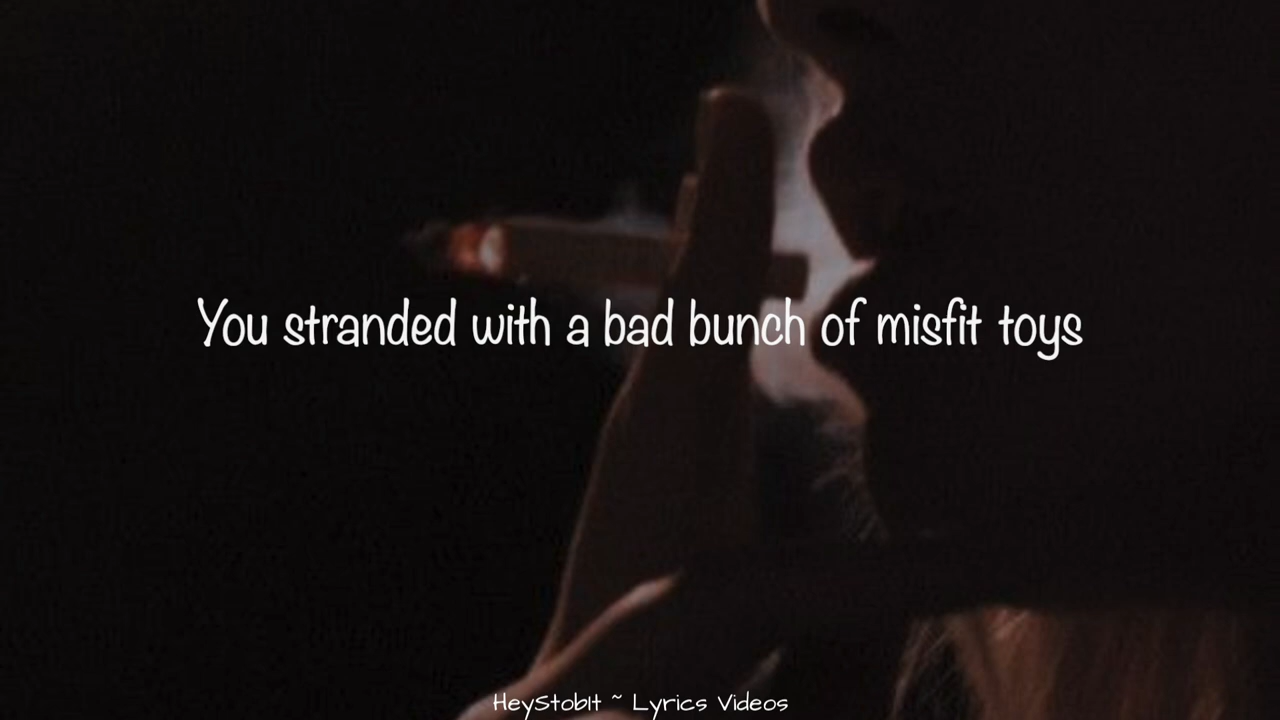 You stranded with a bad bunch of misfit toys
HeyStobIt ~ Lyrics Videos